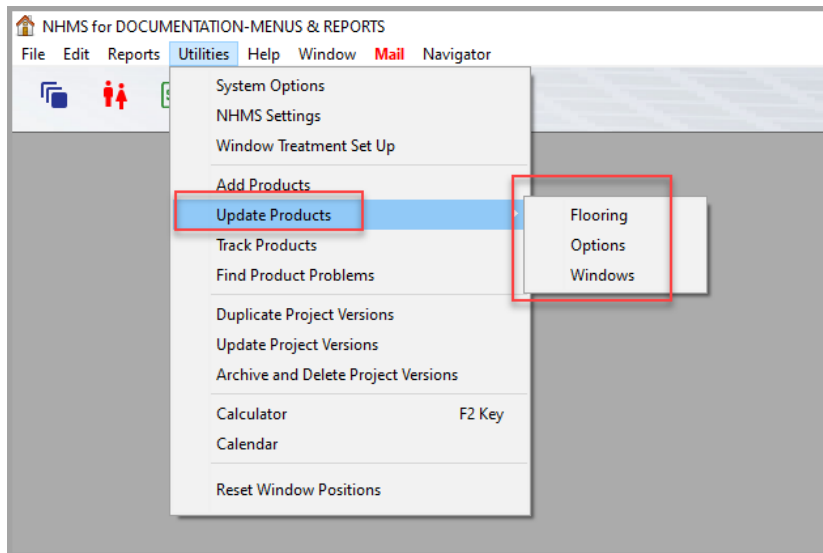 NHMS for DOCUMENTATION-MENUS & REPORTS
File Edit Reports Utilities Help Window Mail Navigator
System Options
NHMS Settings
Window Treatment Set Up
Add Products
Update Products
Flooring
Track Products
Options
Find Product Problems
Windows
Duplicate Project Versions
Update Project Versions
Archive and Delete Project Versions
Calculator F2 Key
Calendar
Reset Window Positions